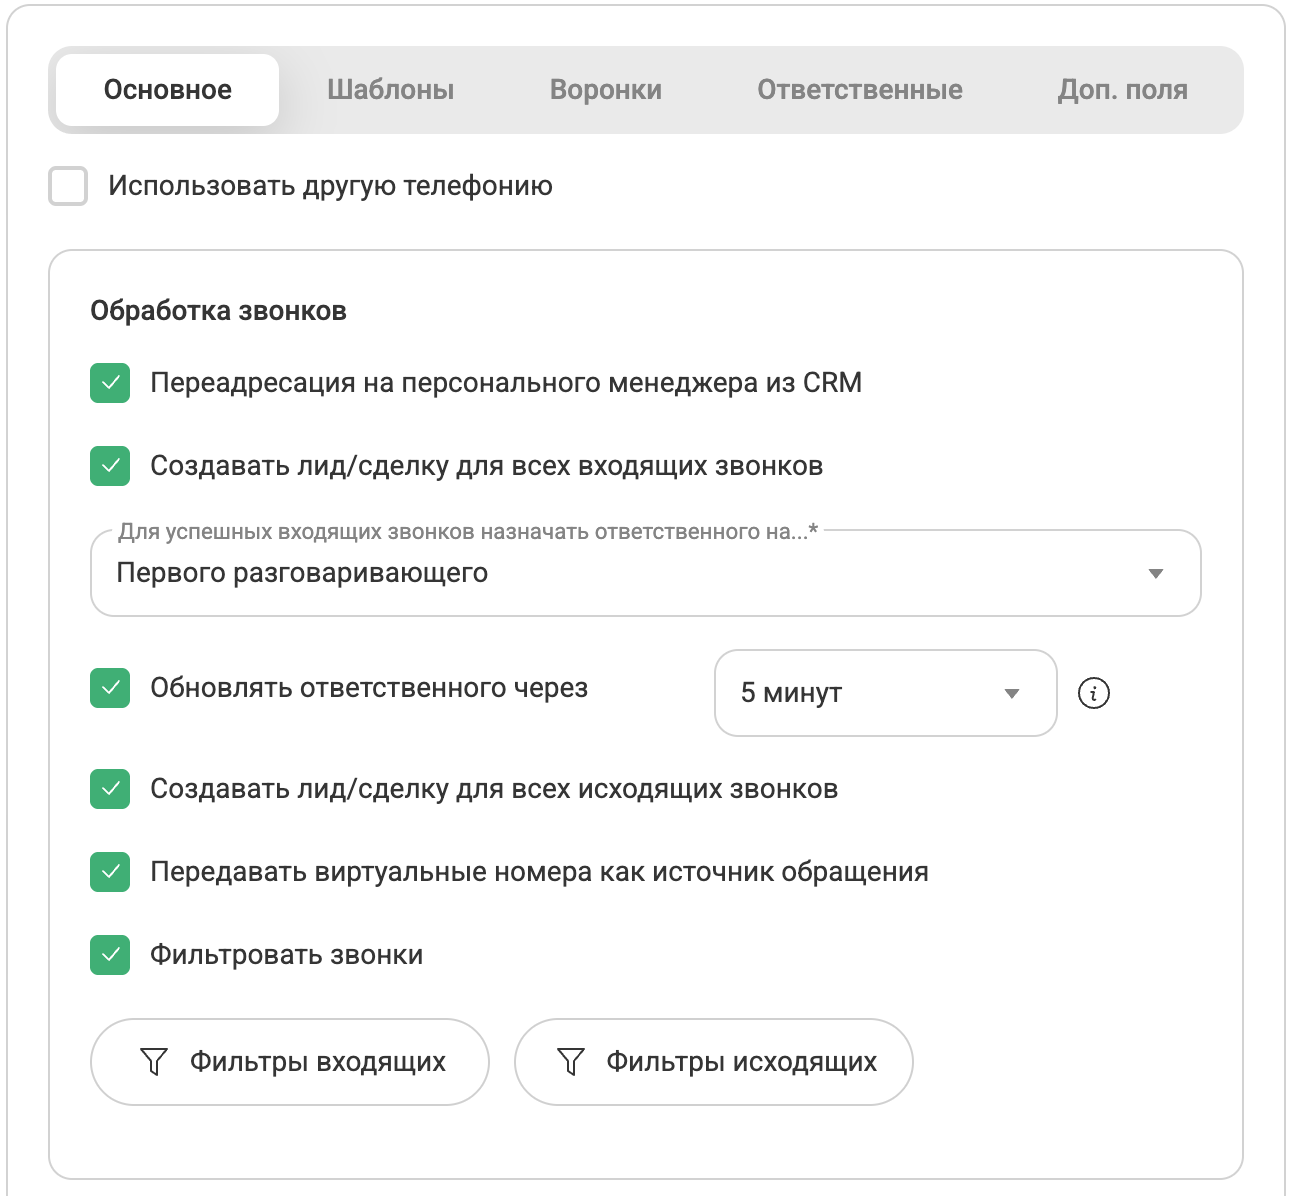 Основное Шаблоны Воронки Ответственные Доп. поля
Использовать другую телефонию
Обработка звонков
Переадресация на персонального менеджера из CRM
Создавать лид/сделку для всех входящих звонков
Для успешных входящих звонков назначать ответственного на...*
Первого разговаривающего
Обновлять ответственного через 5 минут i
Создавать лид/сделку для всех исходящих звонков
Передавать виртуальные номера как источник обращения
Фильтровать звонки
Фильтры входящих Фильтры исходящих